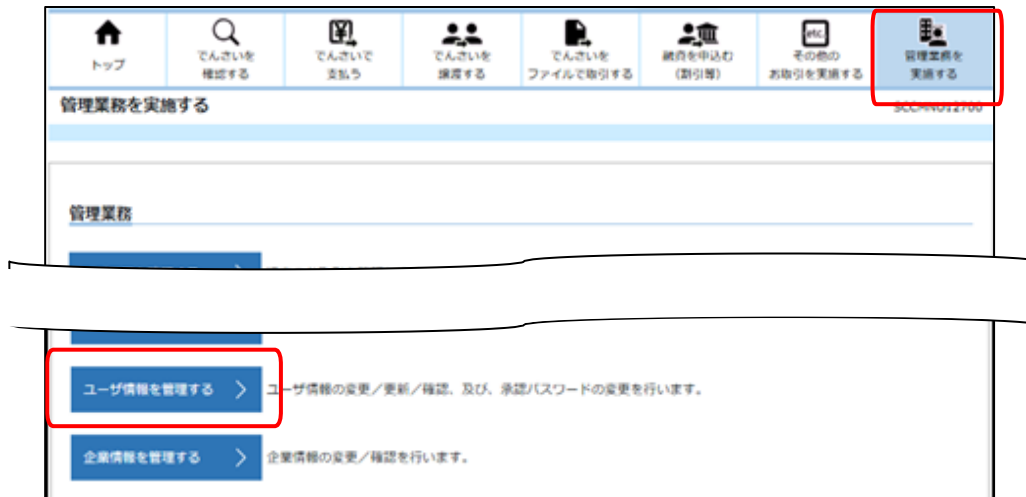 トップ
でんさいを
確認する
でんさいで
支払う
でんさいを
譲渡する
でんさいを
ファイルで取引する
融資を申込む
(割引等)
etc.
その他の
お取引を実施する
管理業務を
実施する
管理業務を実施する
管理業務
ユーザ情報を管理する
ユーザ情報の変更/更新/確認、及び、承認パスワードの変更を行います。
企業情報を管理する
企業情報の変更/確認を行います。